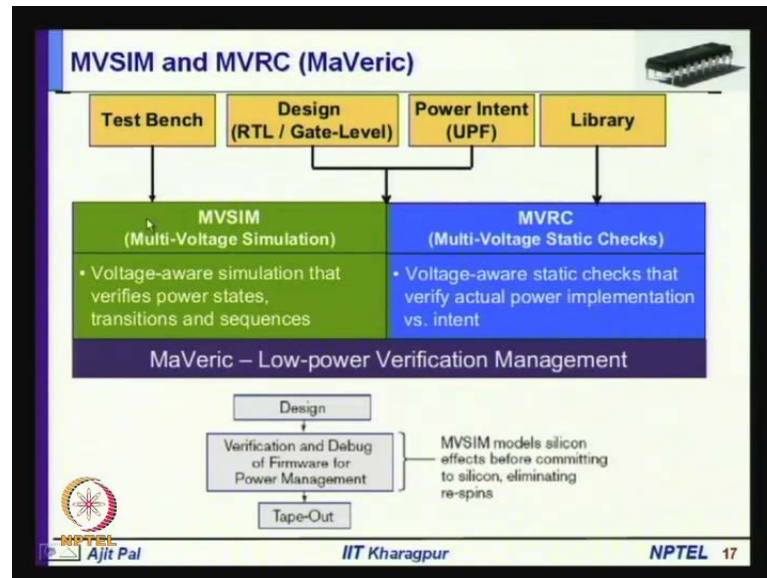 MVSIM and MVRC (MaVeric)
Test Bench
Design
(RTL / Gate-Level)
Power Intent
(UPF)
Library
MVSIM
(Multi-Voltage Simulation)
• Voltage-aware simulation that
verifies power states,
transitions and sequences
MVRC
(Multi-Voltage Static Checks)
• Voltage-aware static checks that
verify actual power implementation
vs. intent
MaVeric – Low-power Verification Management
Design
Verification and Debug
of Firmware for
Power Management
Tape-Out
MVSIM models silicon
effects before committing
to silicon, eliminating
re-spins
NPTEL
Ajit Pal
IIT Kharagpur
NPTEL 17